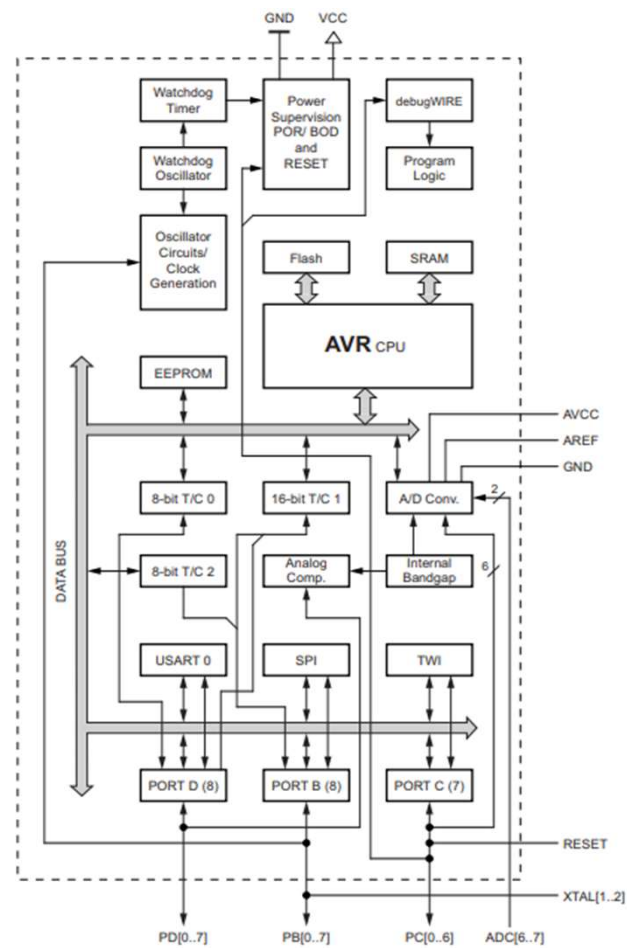 GND
VCC
Watchdog
Timer
Power
Supervision
POR/ BOD
and
RESET
debugWIRE
Watchdog
Oscillator
Program
Logic
Oscillator
Circuits/
Clock
Generation
Flash
SRAM
AVR CPU
EEPROM
AVCC
AREF
GND
8-bit T/C 0
16-bit T/C 1
A/D Conv.
2
DATA BUS
8-bit T/C 2
Analog
Comp.
Internal
Bandgap
6
USART 0
SPI
TWI
PORT D (8)
PORT B (8)
PORT C (7)
RESET
XTAL[1..2]
PD[0..7]
PB[0..7]
PC[0..6]
ADC[6..7]